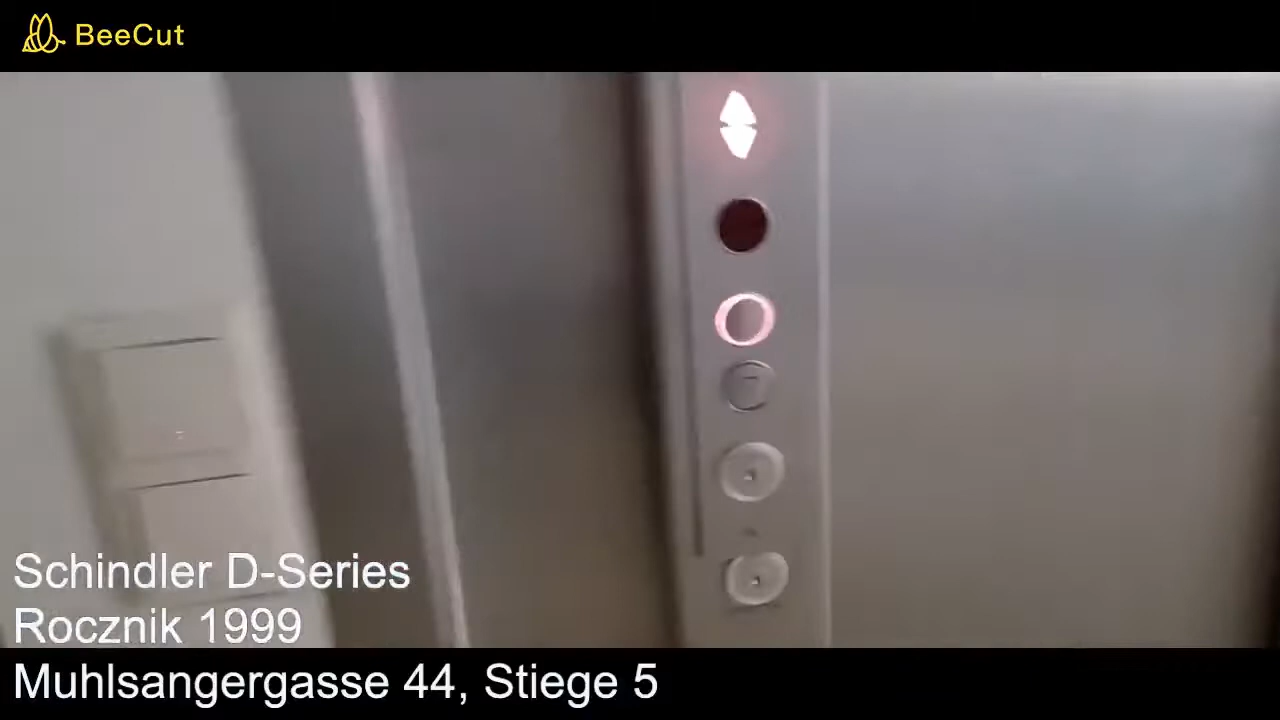 BeeCut
Schindler D-Series
Rocznik 1999
Muhlsangergasse 44, Stiege 5